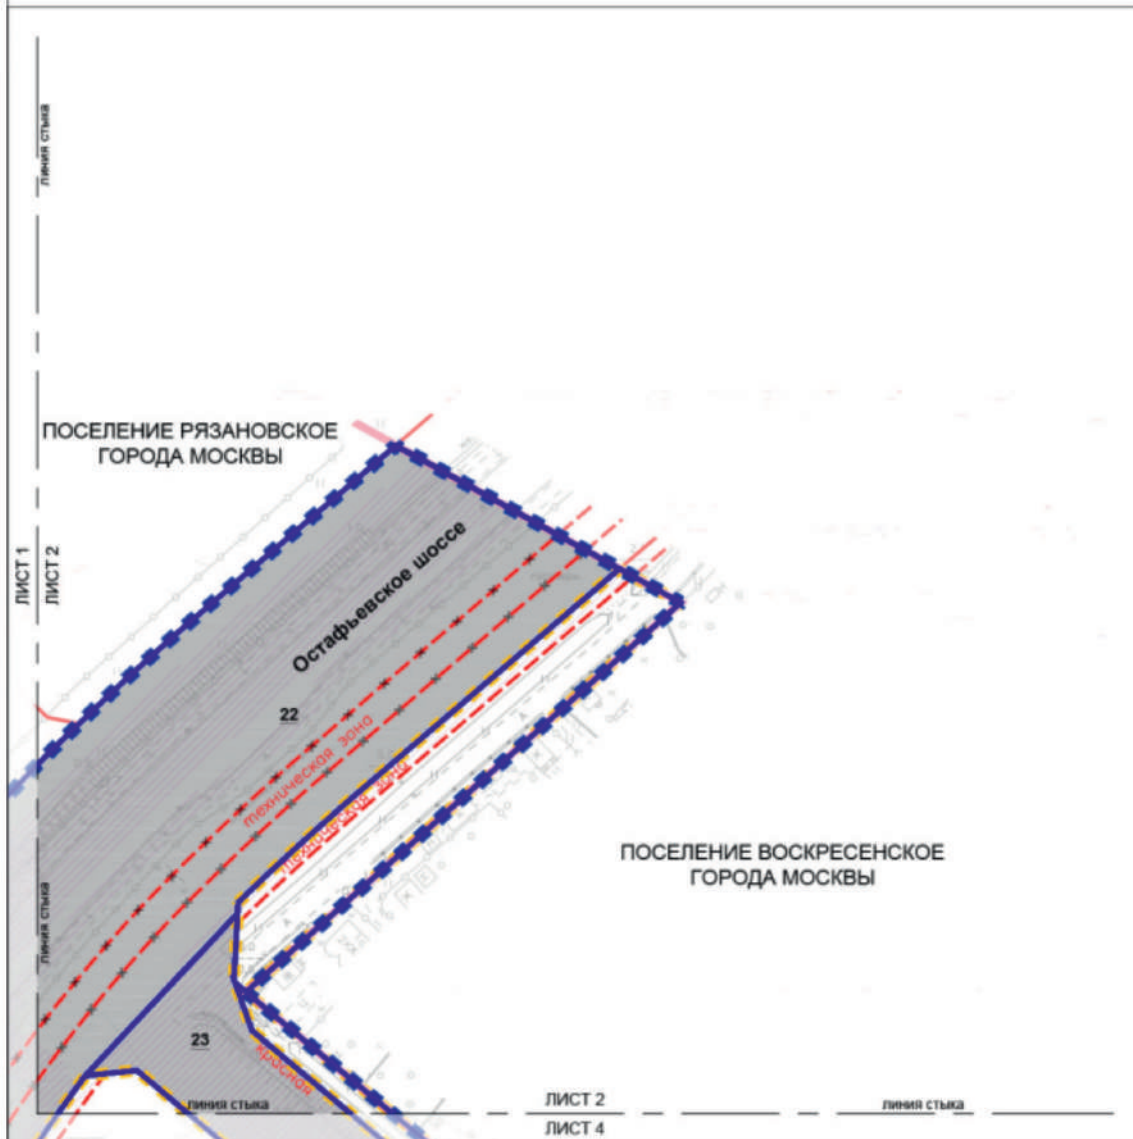 линия стыка
ПОСЕЛЕНИЕ РЯЗАНОВСКОЕ
ГОРОДА МОСКВЫ
ЛИСТ 1
ЛИСТ 2
Остафьевское шоссе
22
техническая зона
техническая зона
ПОСЕЛЕНИЕ ВОСКРЕСЕНСКОЕ
ГОРОДА МОСКВЫ
линия стыка
23
красная
линия стыка
ЛИСТ 2
линия стыка
ЛИСТ 4